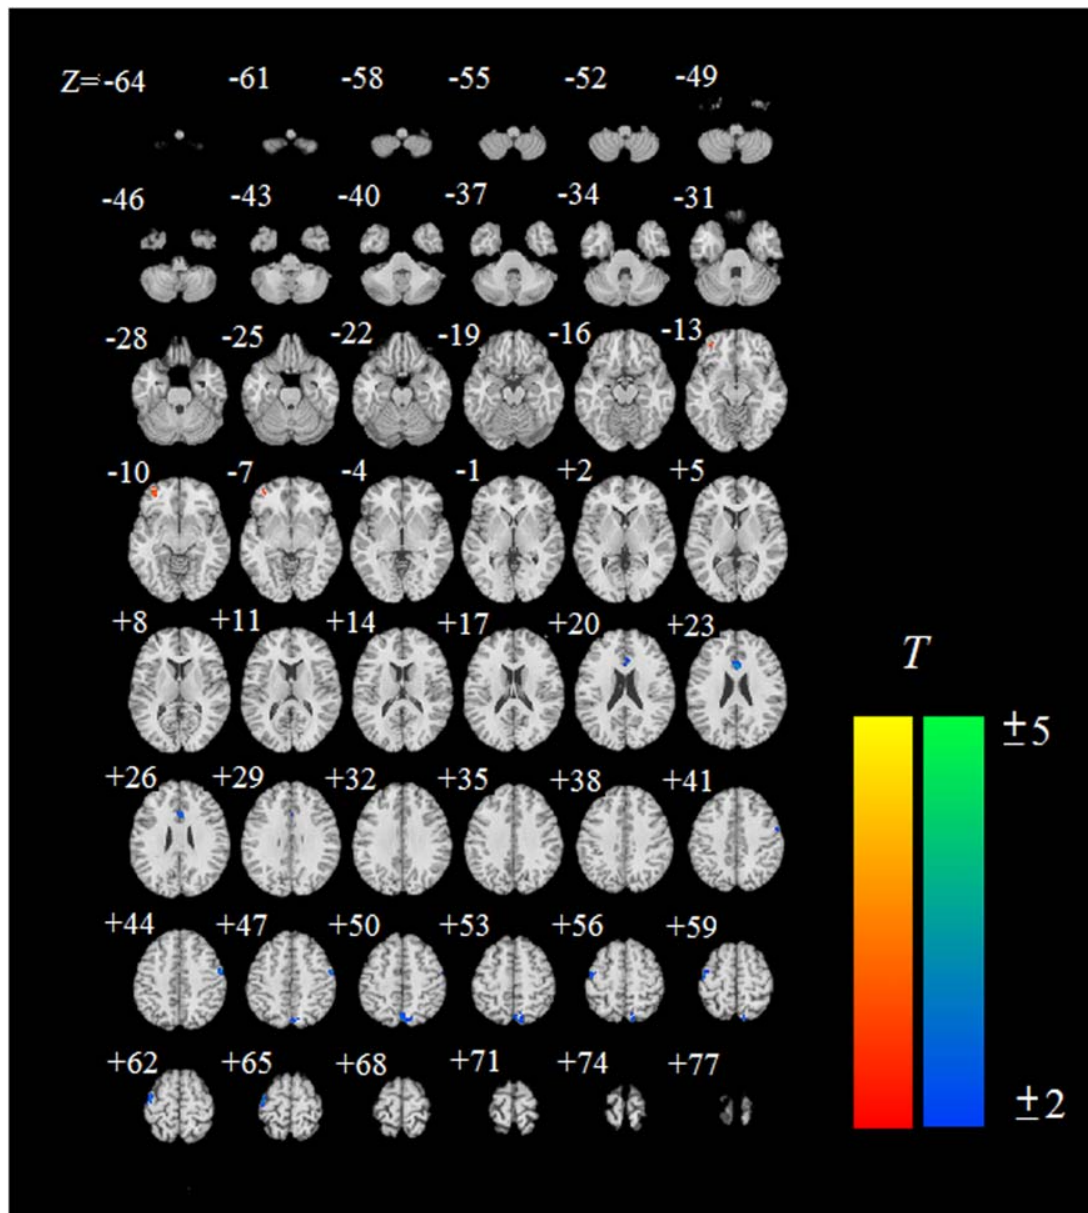 Z=-64 -61 -58 -55 -52 -49
-46 -43 -40 -37 -34 -31
-28 -25 -22 -19 -16 -13
-10 -7 -4 -1 +2 +5
+8 +11 +14 +17 +20 +23
T
±5
+26 +29 +32 +35 +38 +41
+44 +47 +50 +53 +56 +59
+62 +65 +68 +71 +74 +77
±2